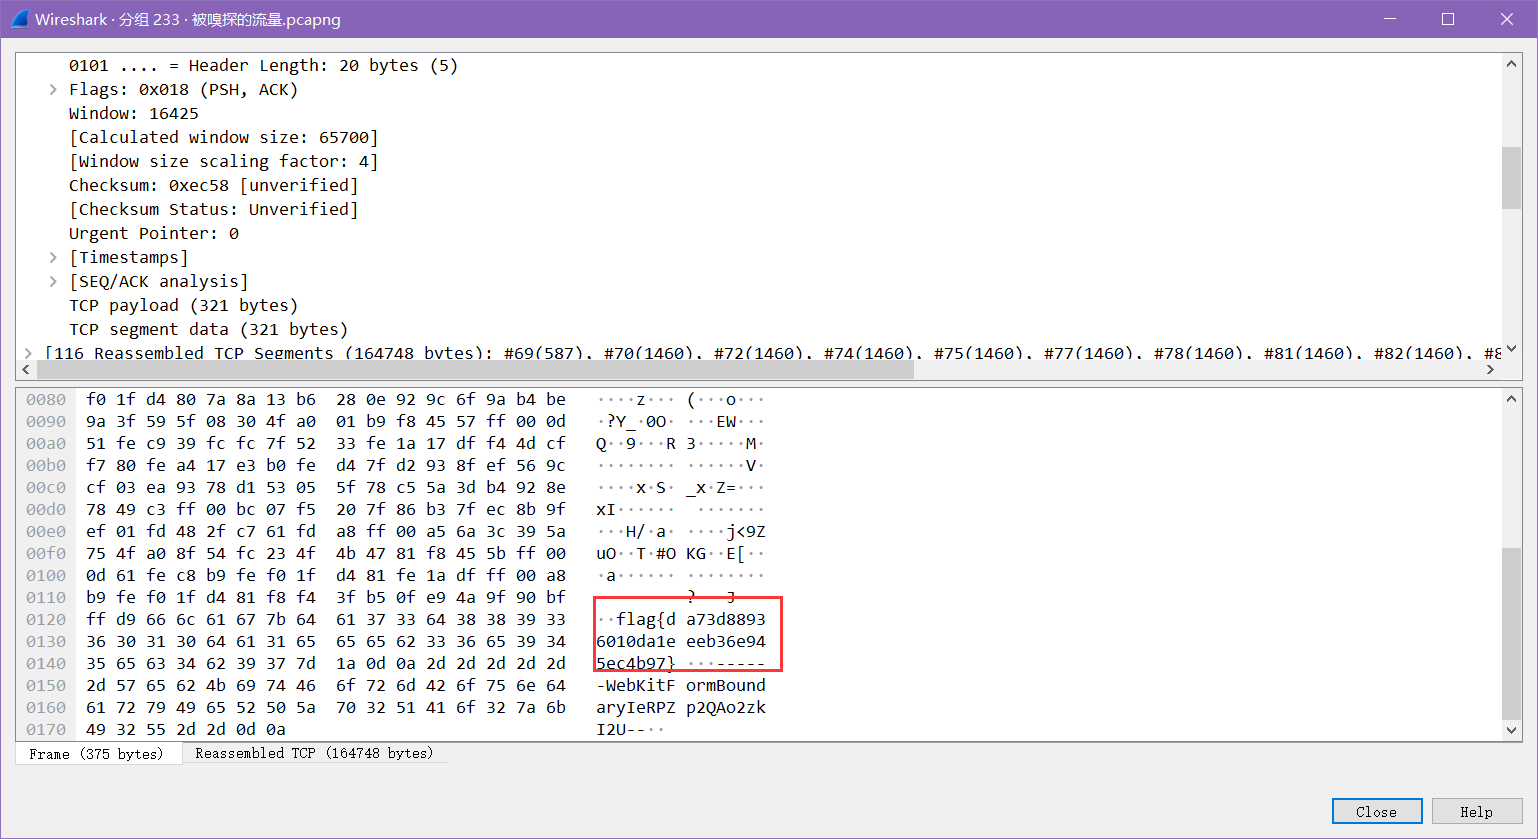 Wireshark · 分组 233 · 被嗅探的流量.pcapng
0101 .... = Header Length: 20 bytes (5)
Flags: 0x018 (PSH, ACK)
Window: 16425
[Calculated window size: 65700]
[Window size scaling factor: 4]
Checksum: 0xec58 [unverified]
[Checksum Status: Unverified]
Urgent Pointer: 0
[Timestamps]
[SEQ/ACK analysis]
TCP payload (321 bytes)
TCP segment data (321 bytes)
[116 Reassembled TCP Segments (164748 bytes): #69(587), #70(1460), #72(1460), #74(1460), #75(1460), #77(1460), #78(1460), #81(1460), #82(1460), #8
0080 f0 1f d4 80 7a 8a 13 b6 28 0e 92 9c 6f 9a b4 be ····z··· (···o···
0090 9a 3f 59 5f 08 30 4f a0 01 b9 f8 45 57 ff 00 0d ·?Y_·0O· ···EW···
00a0 51 fe c9 39 fc fc 7f 52 33 fe 1a 17 df f4 4d cf Q··9···R 3·····M·
00b0 f7 80 fe a4 17 e3 b0 fe d4 7f d2 93 8f ef 56 9c ········ ······V·
00c0 cf 03 ea 93 78 d1 53 05 5f 78 c5 5a 3d b4 92 8e ····x·S· _x·Z=···
00d0 78 49 c3 ff 00 bc 07 f5 20 7f 86 b3 7f ec 8b 9f xI······ ·······
00e0 ef 01 fd 48 2f c7 61 fd a8 ff 00 a5 6a 3c 39 5a ···H/·a· ····j<9Z
00f0 75 4f a0 8f 54 fc 23 4f 4b 47 81 f8 45 5b ff 00 uO··T·#O KG··E[··
0100 0d 61 fe c8 b9 fe f0 1f d4 81 fe 1a df ff 00 a8 ·a······ ········
0110 b9 fe f0 1f d4 81 f8 f4 3f b5 0f e9 4a 9f 90 bf ········ ?···J···
0120 ff d9 66 6c 61 67 7b 64 61 37 33 64 38 38 39 33 ··flag{d a73d8893
0130 36 30 31 30 64 61 31 65 65 65 62 33 36 65 39 34 6010da1e eeb36e94
0140 35 65 63 34 62 39 37 7d 1a 0d 0a 2d 2d 2d 2d 2d 5ec4b97} ···-----
0150 2d 57 65 62 4b 69 74 46 6f 72 6d 42 6f 75 6e 64 -WebKitF ormBound
0160 61 72 79 49 65 52 50 5a 70 32 51 41 6f 32 7a 6b aryIeRPZ p2QAo2zk
0170 49 32 55 2d 2d 0d 0a I2U--··
Frame (375 bytes) Reassembled TCP (164748 bytes)
Close Help